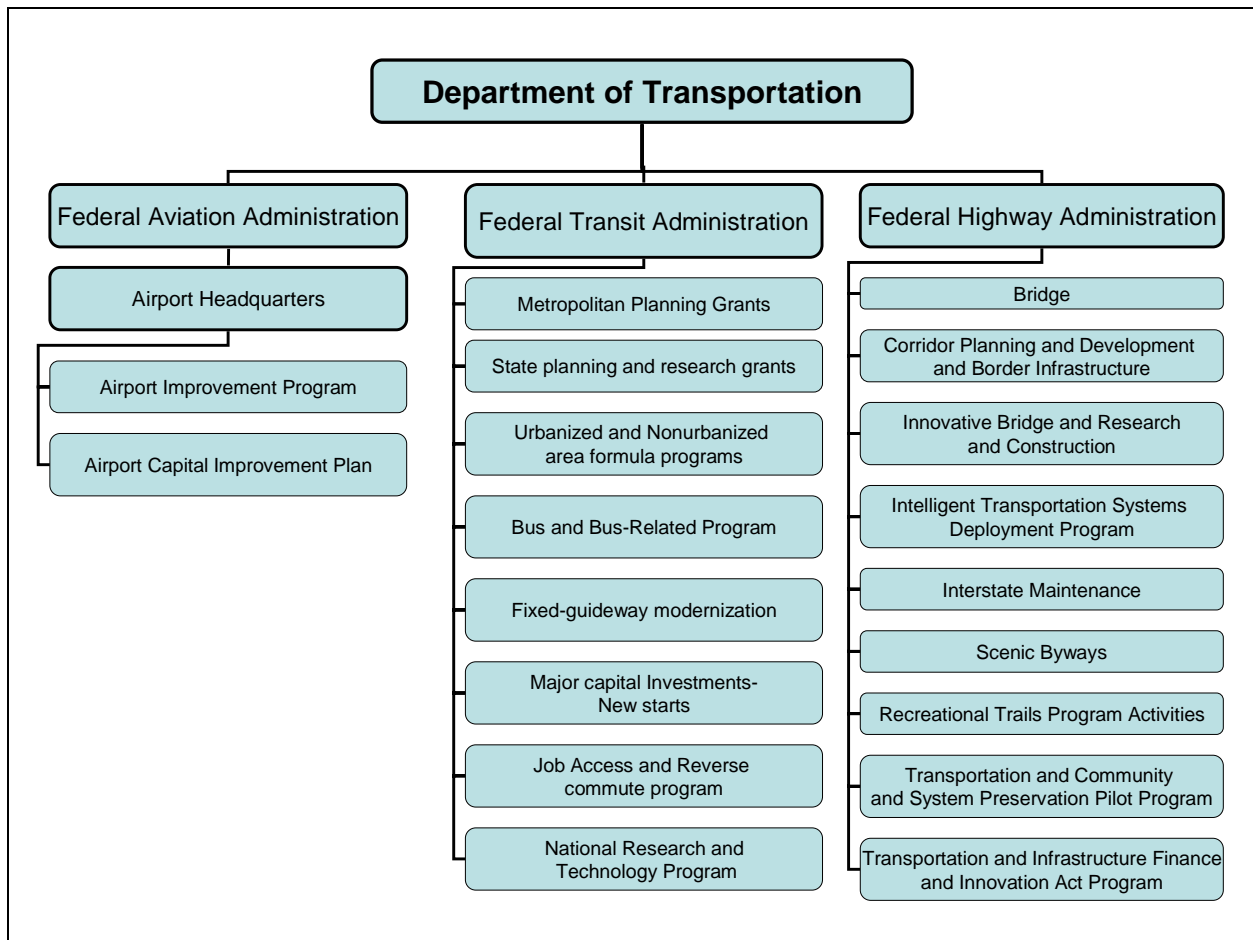 Department of Transportation
Federal Aviation Administration
Airport Headquarters
Airport Improvement Program
Airport Capital Improvement Plan
Federal Transit Administration
Metropolitan Planning Grants
State planning and research grants
Urbanized and Nonurbanized
area formula programs
Bus and Bus-Related Program
Fixed-guideway modernization
Major capital Investments-
New starts
Job Access and Reverse
commute program
National Research and
Technology Program
Federal Highway Administration
Bridge
Corridor Planning and Development
and Border Infrastructure
Innovative Bridge and Research
and Construction
Intelligent Transportation Systems
Deployment Program
Interstate Maintenance
Scenic Byways
Recreational Trails Program Activities
Transportation and Community
and System Preservation Pilot Program
Transportation and Infrastructure Finance
and Innovation Act Program